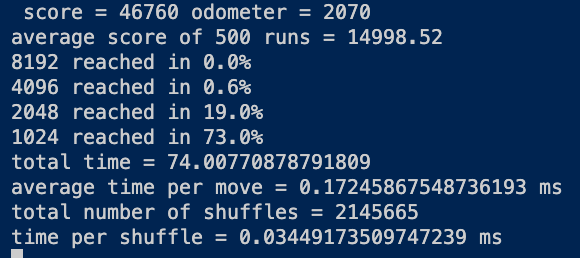 score = 46760 odometer = 2070
average score of 500 runs = 14998.52
8192 reached in 0.0%
4096 reached in 0.6%
2048 reached in 19.0%
1024 reached in 73.0%
total time = 74.00770878791809
average time per move = 0.17245867548736193 ms
total number of shuffles = 2145665
time per shuffle = 0.03449173509747239 ms